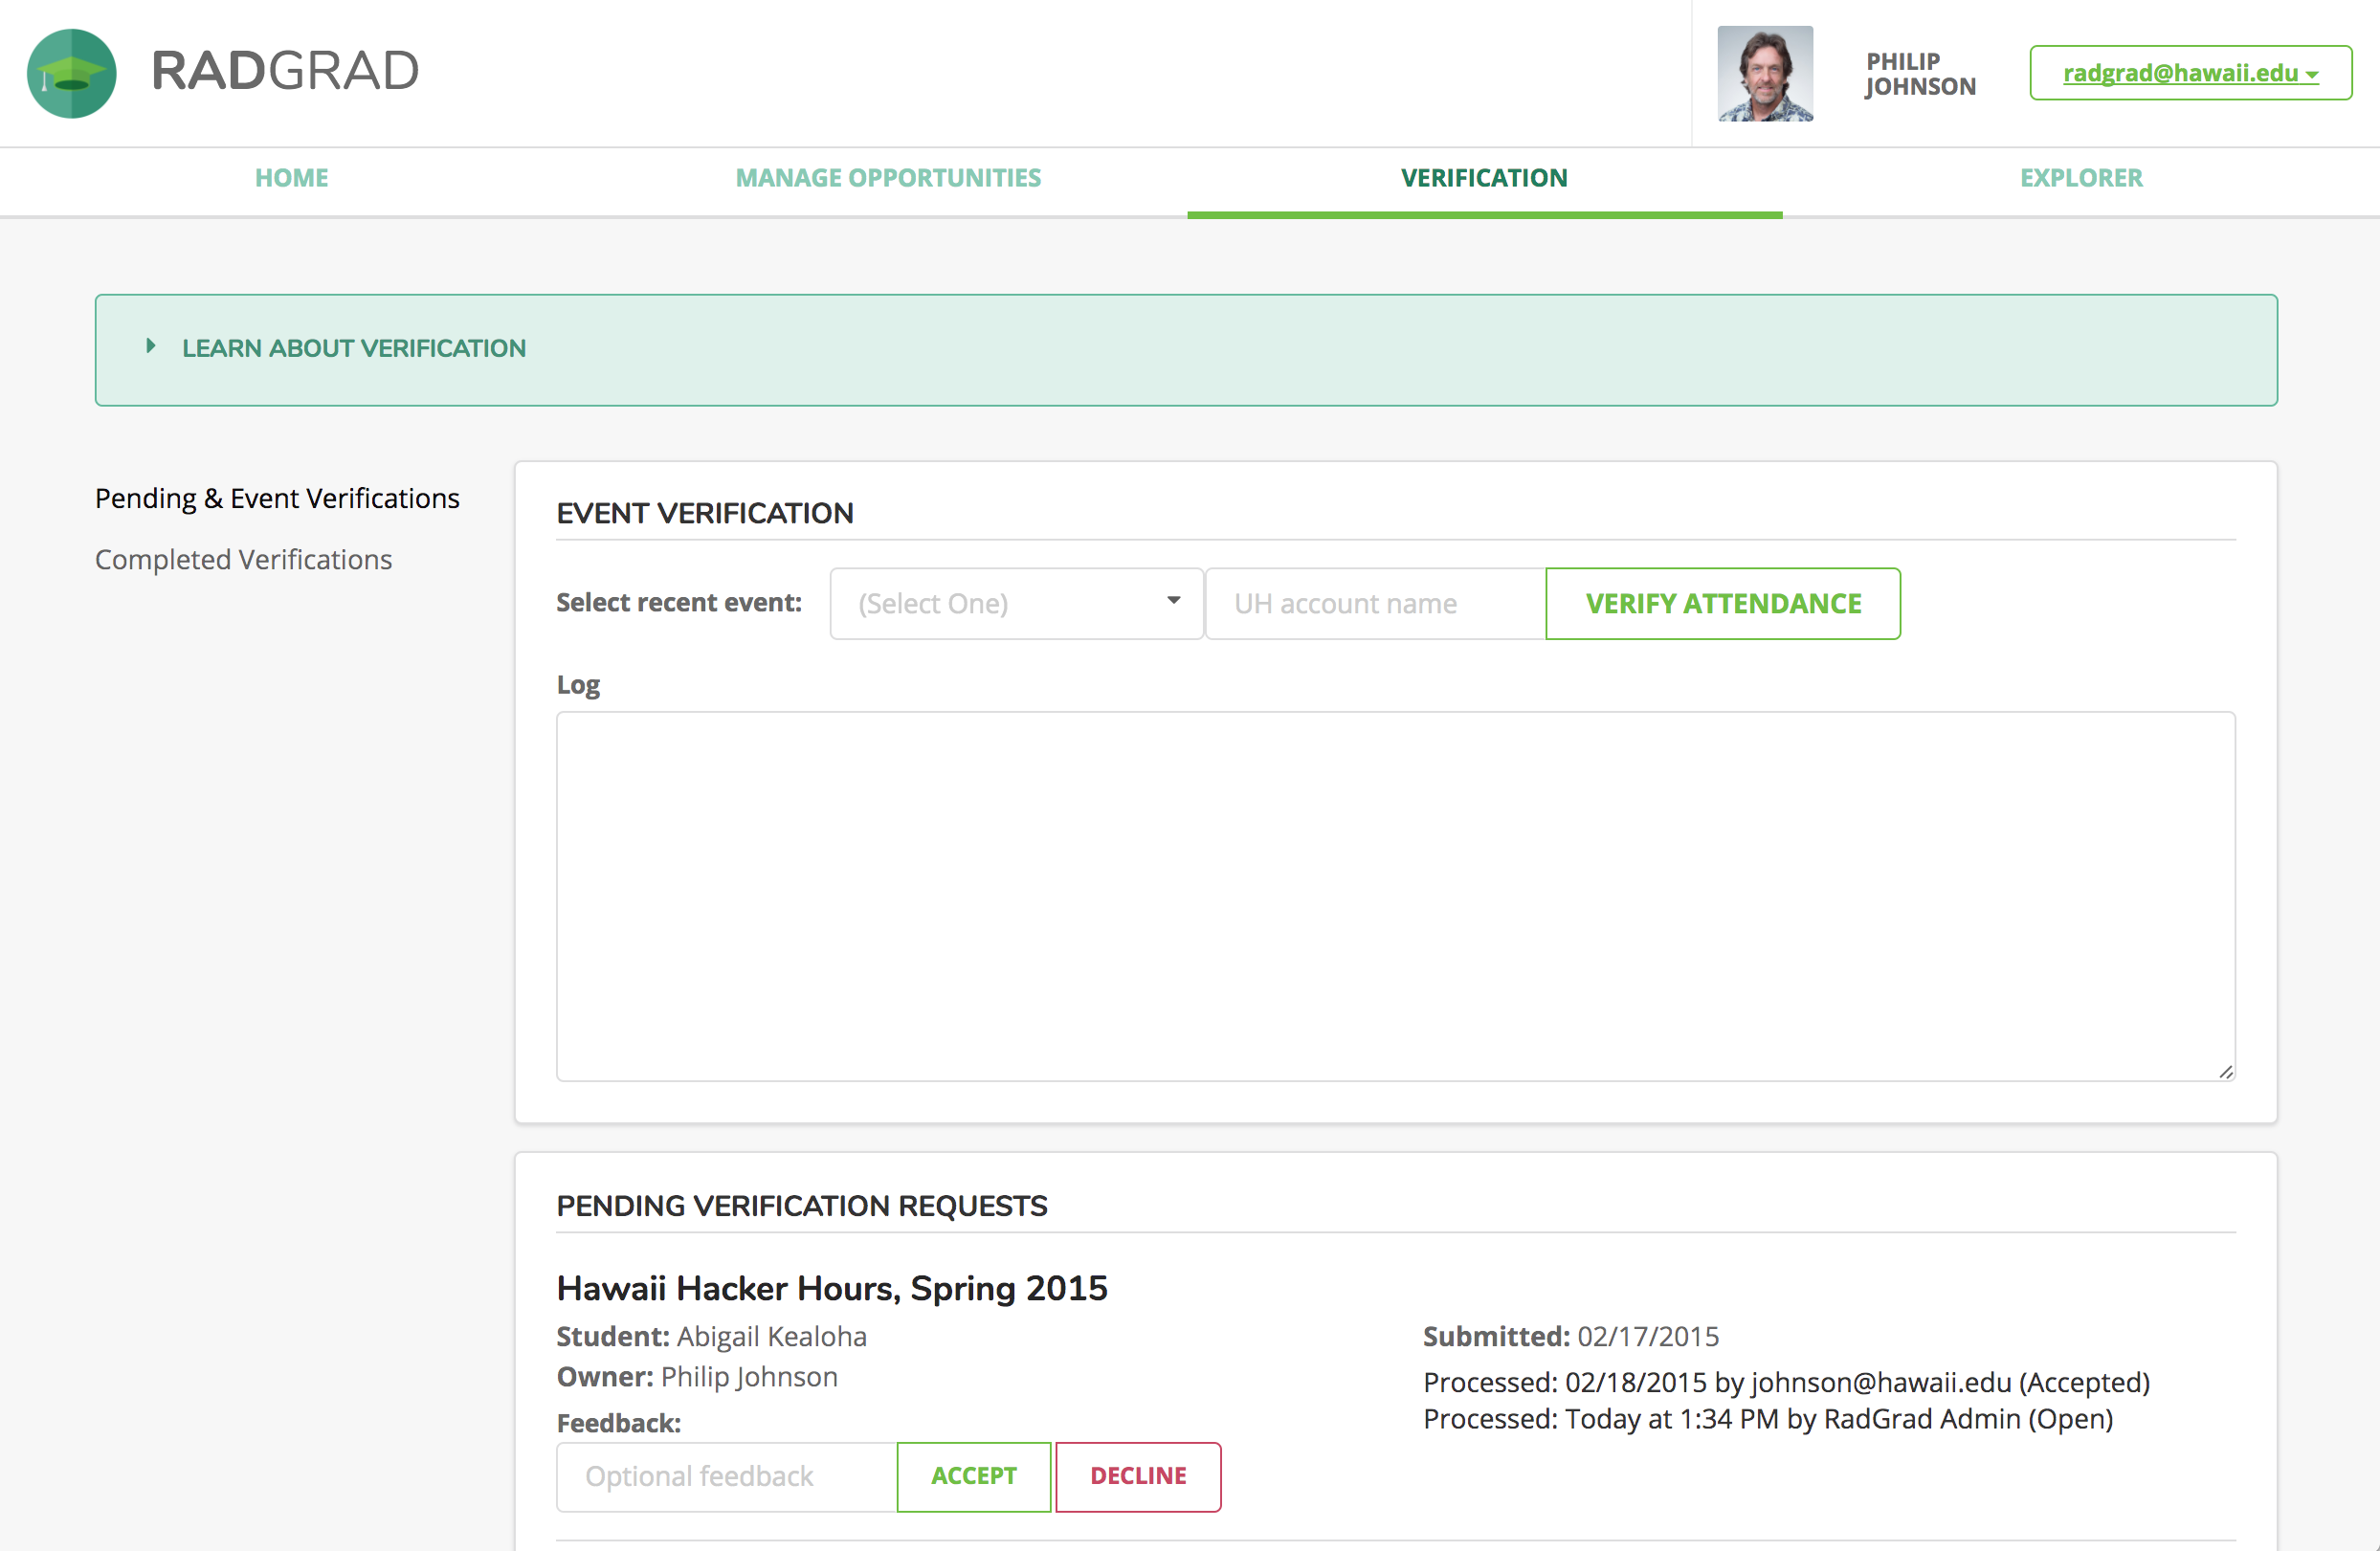 RADGRAD
PHILIP
JOHNSON
radgrad@hawaii.edu
HOME
MANAGE OPPORTUNITIES
VERIFICATION
EXPLORER
LEARN ABOUT VERIFICATION
Pending & Event Verifications
Completed Verifications
EVENT VERIFICATION
Select recent event:
(Select One)
UH account name
VERIFY ATTENDANCE
Log
PENDING VERIFICATION REQUESTS
Hawaii Hacker Hours, Spring 2015
Student: Abigail Kealoha
Owner: Philip Johnson
Submitted: 02/17/2015
Processed: 02/18/2015 by johnson@hawaii.edu (Accepted)
Processed: Today at 1:34 PM by RadGrad Admin (Open)
Feedback:
Optional feedback
ACCEPT
DECLINE